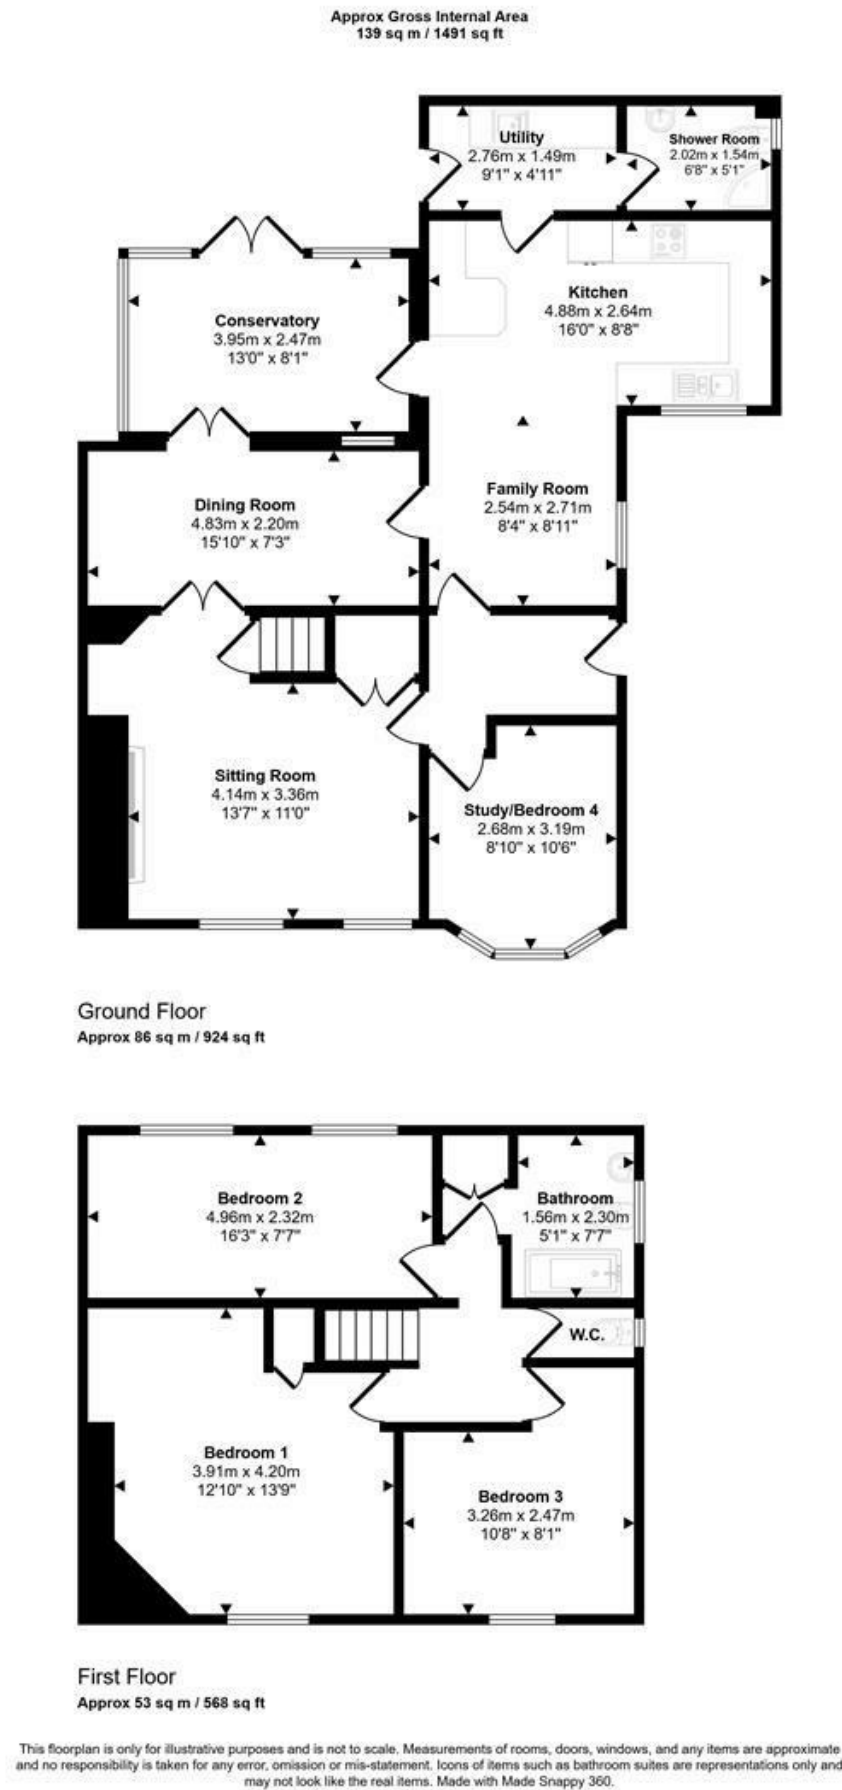 Approx Gross Internal Area
139 sq m / 1491 sq ft
Utility
2.76m x 1.49m
9'1" x 4'11"
Shower Room
2.02m x 1.54m
6'8" x 5'1"
Kitchen
4.88m x 2.64m
16'0" x 8'8"
Conservatory
3.95m x 2.47m
13'0" x 8'1"
Family Room
2.54m x 2.71m
8'4" x 8'11"
Dining Room
4.83m x 2.20m
15'10" x 7'3"
Sitting Room
4.14m x 3.36m
13'7" x 11'0"
Study/Bedroom 4
2.68m x 3.19m
8'10" x 10'6"
Ground Floor
Approx 86 sq m / 924 sq ft
Bedroom 2
4.96m x 2.32m
16'3" x 7'7"
Bathroom
1.56m x 2.30m
5'1" x 7'7"
W.C.
Bedroom 1
3.91m x 4.20m
12'10" x 13'9"
Bedroom 3
3.26m x 2.47m
10'8" x 8'1"
First Floor
Approx 53 sq m / 568 sq ft
This floorplan is only for illustrative purposes and is not to scale. Measurements of rooms, doors, windows, and any items are approximate
and no responsibility is taken for any error, omission or mis-statement. Icons of items such as bathroom suites are representations only and
may not look like the real items. Made with Made Snappy 360.